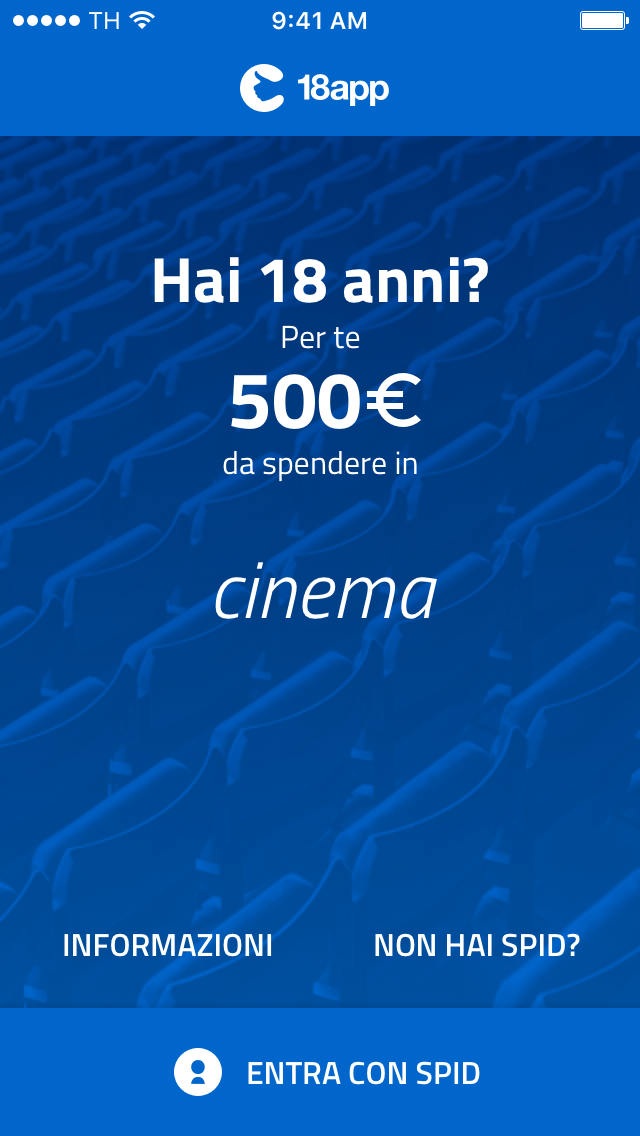 TH 9:41 AM
18app
Hai 18 anni?
Per te
500€
da spendere in
cinema
INFORMAZIONI NON HAI SPID?
ENTRA CON SPID